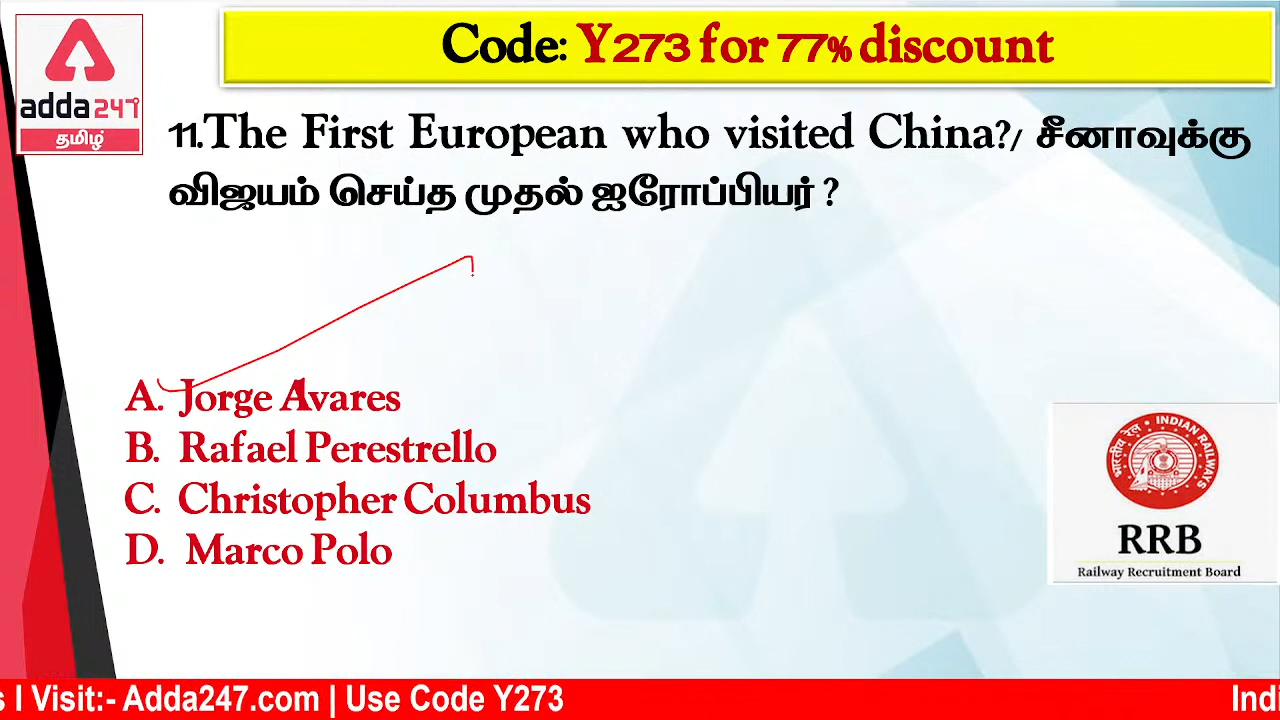 Code: Y273 for 77% discount
adda247
தமிழ்
11.The First European who visited China?/ சீனாவுக்கு
விஜயம் செய்த முதல் ஐரோப்பியர் ?
A. Jorge Alvares
B. Rafael Perestrello
C. Christopher Columbus
D. Marco Polo
भारतीय रेल INDIAN RAILWAYS
RRB
Railway Recruitment Board
s I Visit:- Adda247.com | Use Code Y273
Indi